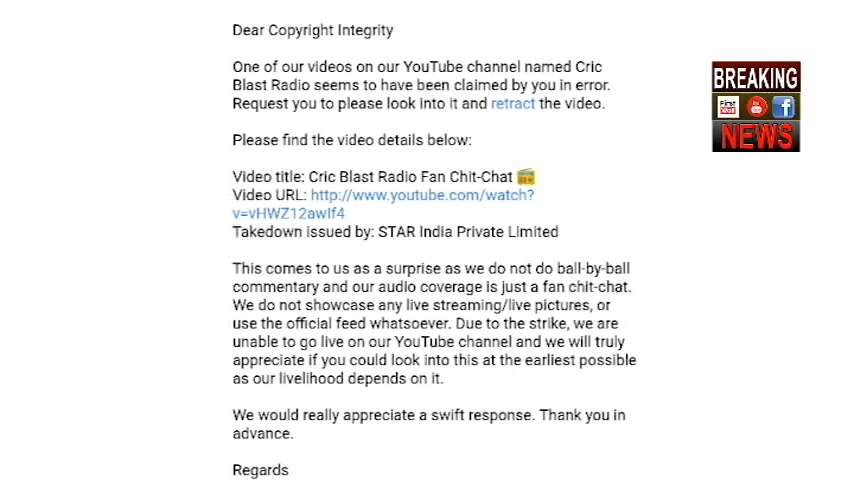 Dear Copyright Integrity
One of our videos on our YouTube channel named Cric
Blast Radio seems to have been claimed by you in error.
Request you to please look into it and retract the video.
Please find the video details below:
Video title: Cric Blast Radio Fan Chit-Chat 📻
Video URL: http://www.youtube.com/watch?
v=vHWZ12awIf4
Takedown issued by: STAR India Private Limited
This comes to us as a surprise as we do not do ball-by-ball
commentary and our audio coverage is just a fan chit-chat.
We do not showcase any live streaming/live pictures, or
use the official feed whatsoever. Due to the strike, we are
unable to go live on our YouTube channel and we will truly
appreciate if you could look into this at the earliest possible
as our livelihood depends on it.
We would really appreciate a swift response. Thank you in
advance.
Regards
BREAKING
First
f
NEWS